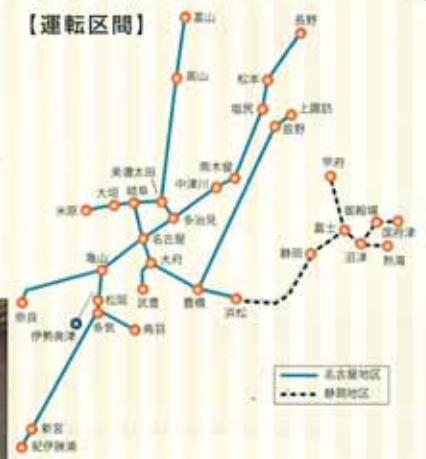 【運転区間】
富山
長野
高山
松本
塩尻
上諏訪
辰野
美濃太田
南木曽
中津川
甲府
大垣
岐阜
米原
多治見
御殿場
富士
国府津
名古屋
静岡
沼津
熱海
亀山
大府
松阪
武豊
豊橋
浜松
奈良
多気
伊勢奥津
鳥羽
名古屋地区
静岡地区
新宮
紀伊勝浦